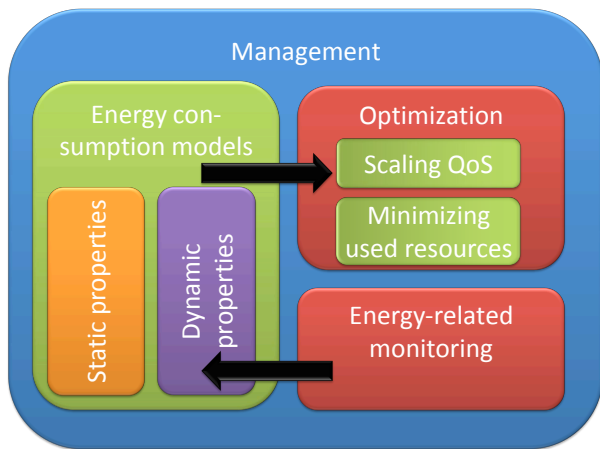 Management
Energy con-
sumption models
Static properties
Dynamic
properties
Optimization
Scaling QoS
Minimizing
used resources
Energy-related
monitoring